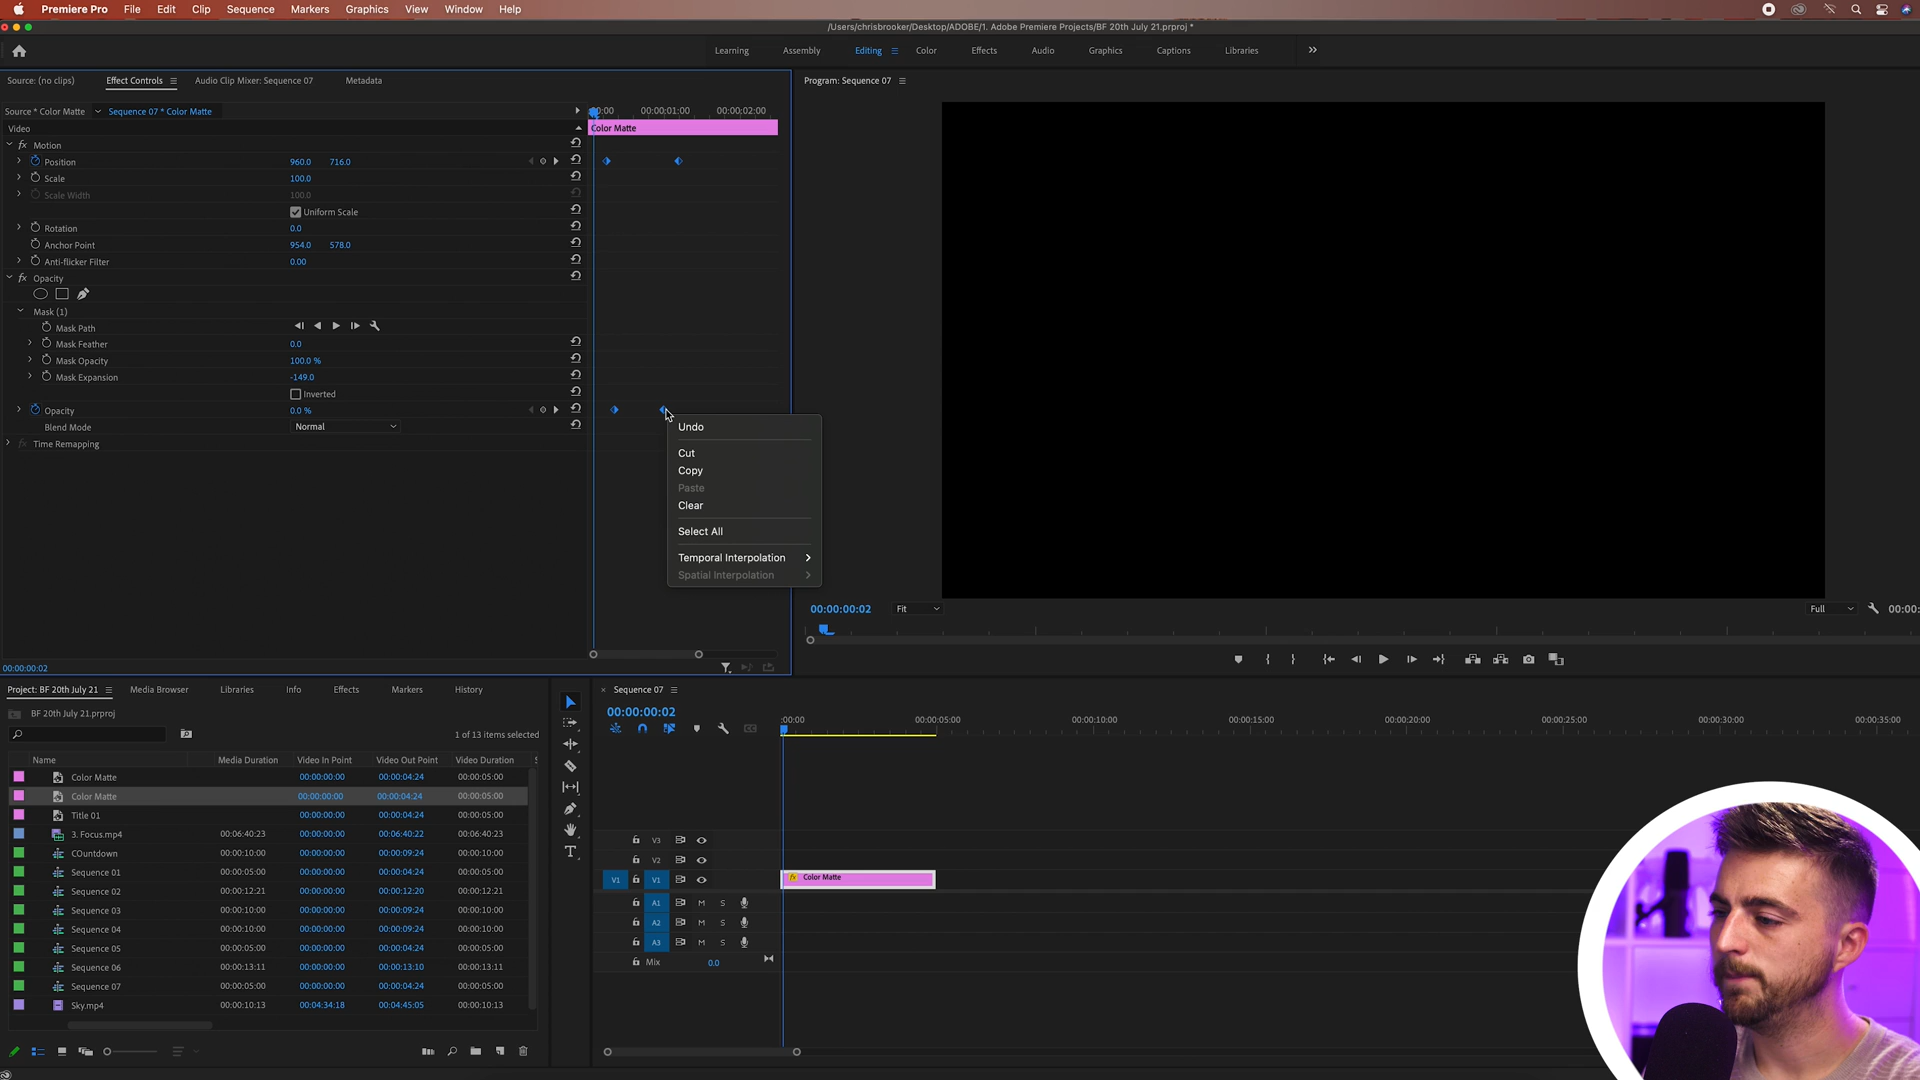 Premiere Pro File Edit Clip Sequence Markers Graphics View Window Help
/Users/chrisbrooker/Desktop/ADOBE/1. Adobe Premiere Projects/BF 20th July 21.prproj *
Learning Assembly Editing Color Effects Audio Graphics Captions Libraries
Source: (no clips) Effect Controls Audio Clip Mixer: Sequence 07 Metadata
Program: Sequence 07
Source * Color Matte Sequence 07 * Color Matte
:00:00 00:00:01:00 00:00:02:00
Video
Color Matte
fx Motion
Position 960.0 716.0
Scale 100.0
Scale Width 100.0
Uniform Scale
Rotation 0.0
Anchor Point 954.0 578.0
Anti-flicker Filter 0.00
fx Opacity
Mask (1)
Mask Path
Mask Feather 0.0
Mask Opacity 100.0 %
Mask Expansion -149.0
Inverted
Opacity 0.0 %
Blend Mode Normal
fx Time Remapping
Undo
Cut
Copy
Paste
Clear
Select All
Temporal Interpolation
Spatial Interpolation
00:00:00:02 Fit Full 00:00:
00:00:00:02
Project: BF 20th July 21 Media Browser Libraries Info Effects Markers History
BF 20th July 21.prproj
1 of 13 items selected
Name Media Duration Video In Point Video Out Point Video Duration S
Color Matte 00:00:00:00 00:00:04:24 00:00:05:00
Color Matte 00:00:00:00 00:00:04:24 00:00:05:00
Title 01 00:00:00:00 00:00:04:24 00:00:05:00
3. Focus.mp4 00:06:40:23 00:00:00:00 00:06:40:22 00:06:40:23
COuntdown 00:00:10:00 00:00:00:00 00:00:09:24 00:00:10:00
Sequence 01 00:00:05:00 00:00:00:00 00:00:04:24 00:00:05:00
Sequence 02 00:00:12:21 00:00:00:00 00:00:12:20 00:00:12:21
Sequence 03 00:00:10:00 00:00:00:00 00:00:09:24 00:00:10:00
Sequence 04 00:00:10:00 00:00:00:00 00:00:09:24 00:00:10:00
Sequence 05 00:00:05:00 00:00:00:00 00:00:04:24 00:00:05:00
Sequence 06 00:00:13:11 00:00:00:00 00:00:13:10 00:00:13:11
Sequence 07 00:00:05:00 00:00:00:00 00:00:04:24 00:00:05:00
Sky.mp4 00:00:10:13 00:04:34:18 00:04:45:05 00:00:10:13
× Sequence 07
00:00:00:02
:00:00 00:00:05:00 00:00:10:00 00:00:15:00 00:00:20:00 00:00:25:00 00:00:30:00 00:00:35:00
V3
V2
V1 V1 fx Color Matte
A1 M S
A2 M S
A3 M S
Mix 0.0